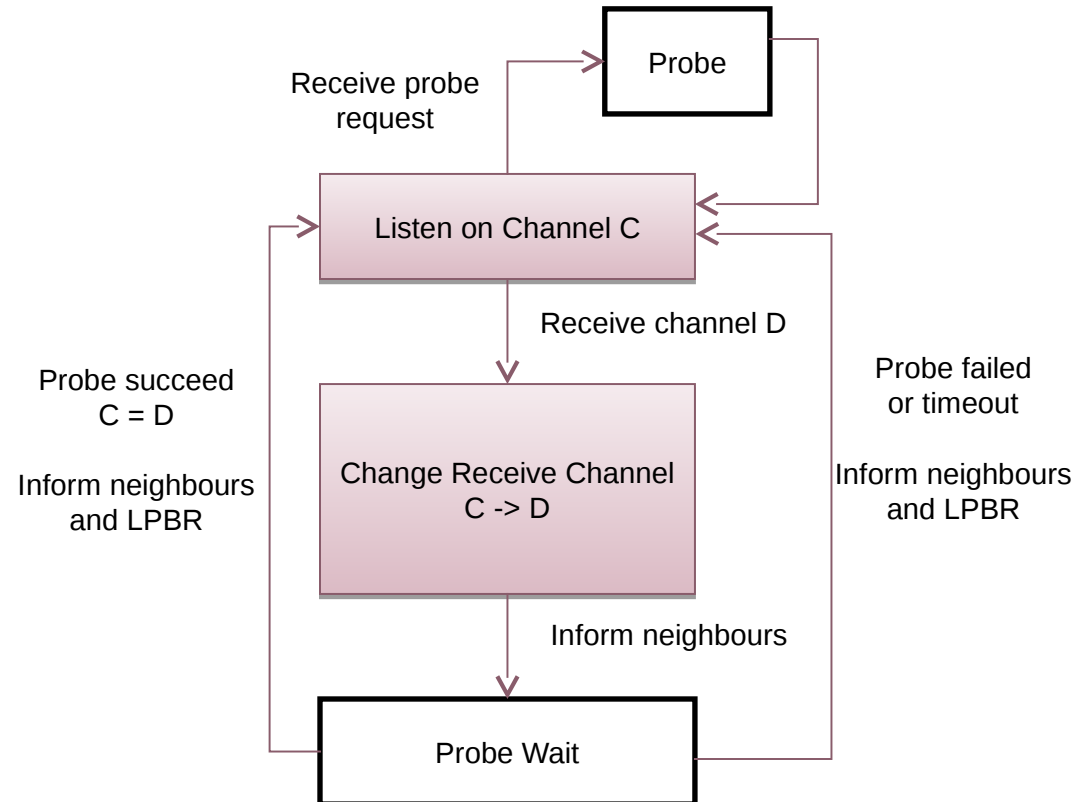 Probe
Receive probe
request
Listen on Channel C
Receive channel D
Probe succeed
C = D
Inform neighbours
and LPBR
Probe failed
or timeout
Inform neighbours
and LPBR
Change Receive Channel
C -> D
Inform neighbours
Probe Wait